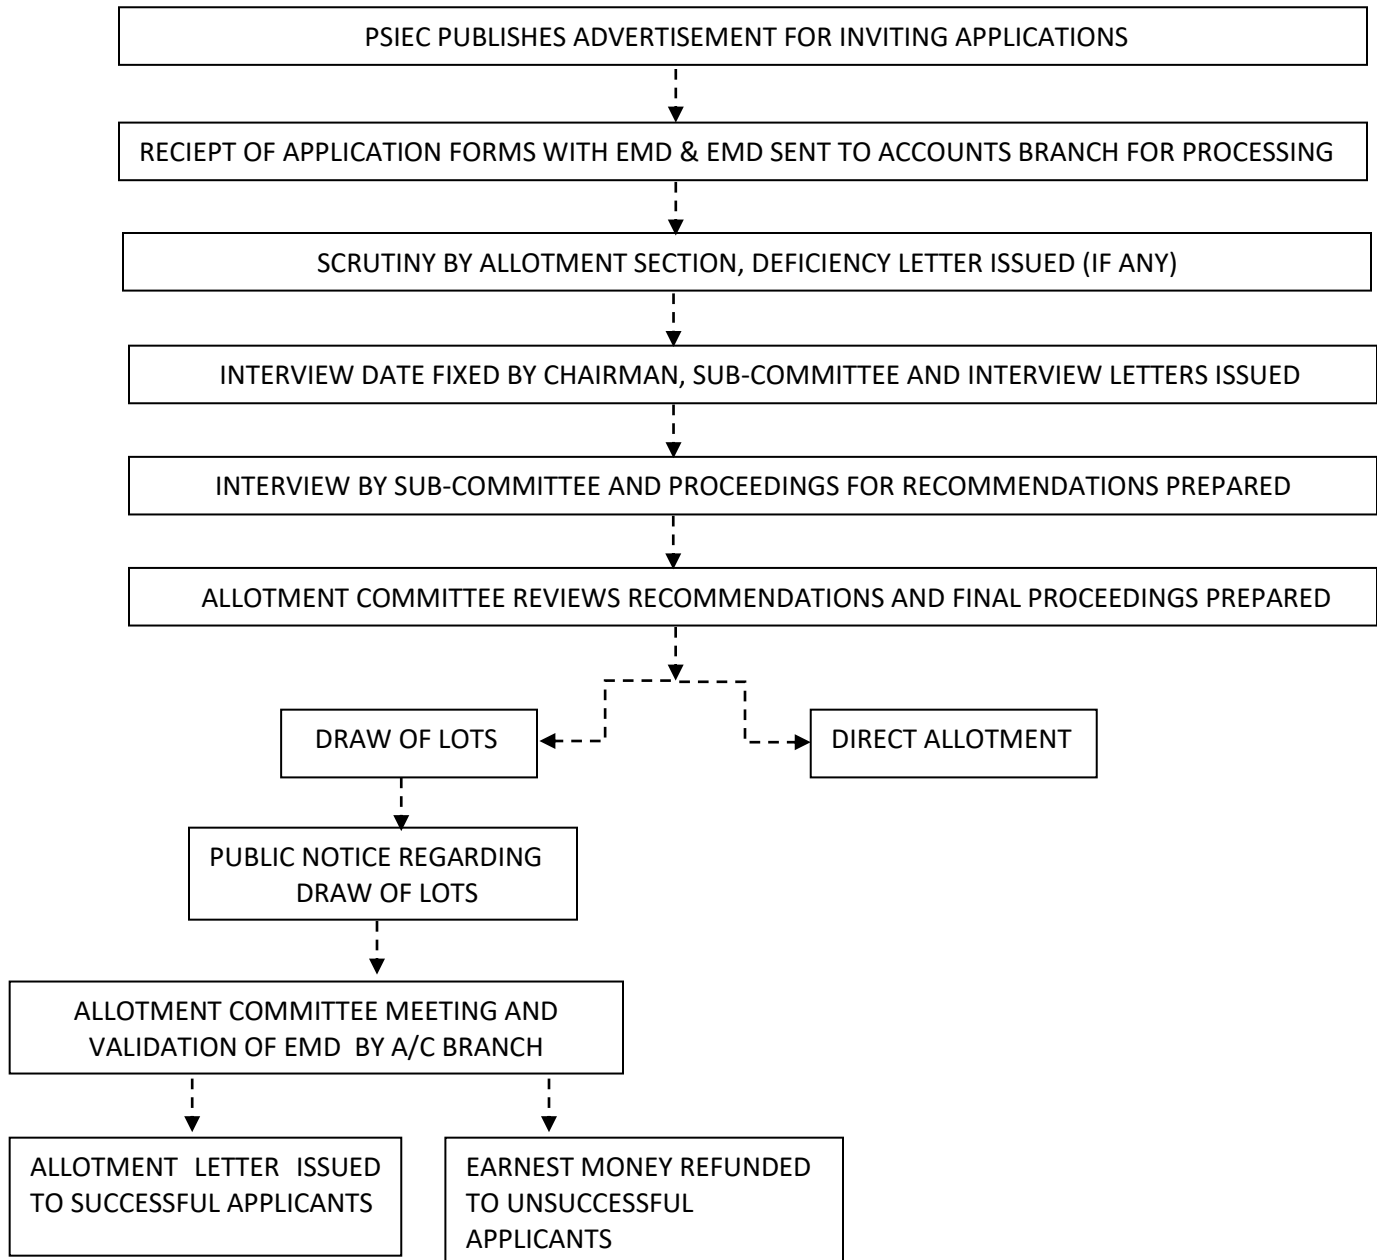 PSIEC PUBLISHES ADVERTISEMENT FOR INVITING APPLICATIONS
RECIEPT OF APPLICATION FORMS WITH EMD & EMD SENT TO ACCOUNTS BRANCH FOR PROCESSING
SCRUTINY BY ALLOTMENT SECTION, DEFICIENCY LETTER ISSUED (IF ANY)
INTERVIEW DATE FIXED BY CHAIRMAN, SUB-COMMITTEE AND INTERVIEW LETTERS ISSUED
INTERVIEW BY SUB-COMMITTEE AND PROCEEDINGS FOR RECOMMENDATIONS PREPARED
ALLOTMENT COMMITTEE REVIEWS RECOMMENDATIONS AND FINAL PROCEEDINGS PREPARED
DRAW OF LOTS
DIRECT ALLOTMENT
PUBLIC NOTICE REGARDING
DRAW OF LOTS
ALLOTMENT COMMITTEE MEETING AND
VALIDATION OF EMD BY A/C BRANCH
ALLOTMENT LETTER ISSUED
TO SUCCESSFUL APPLICANTS
EARNEST MONEY REFUNDED
TO UNSUCCESSFUL
APPLICANTS